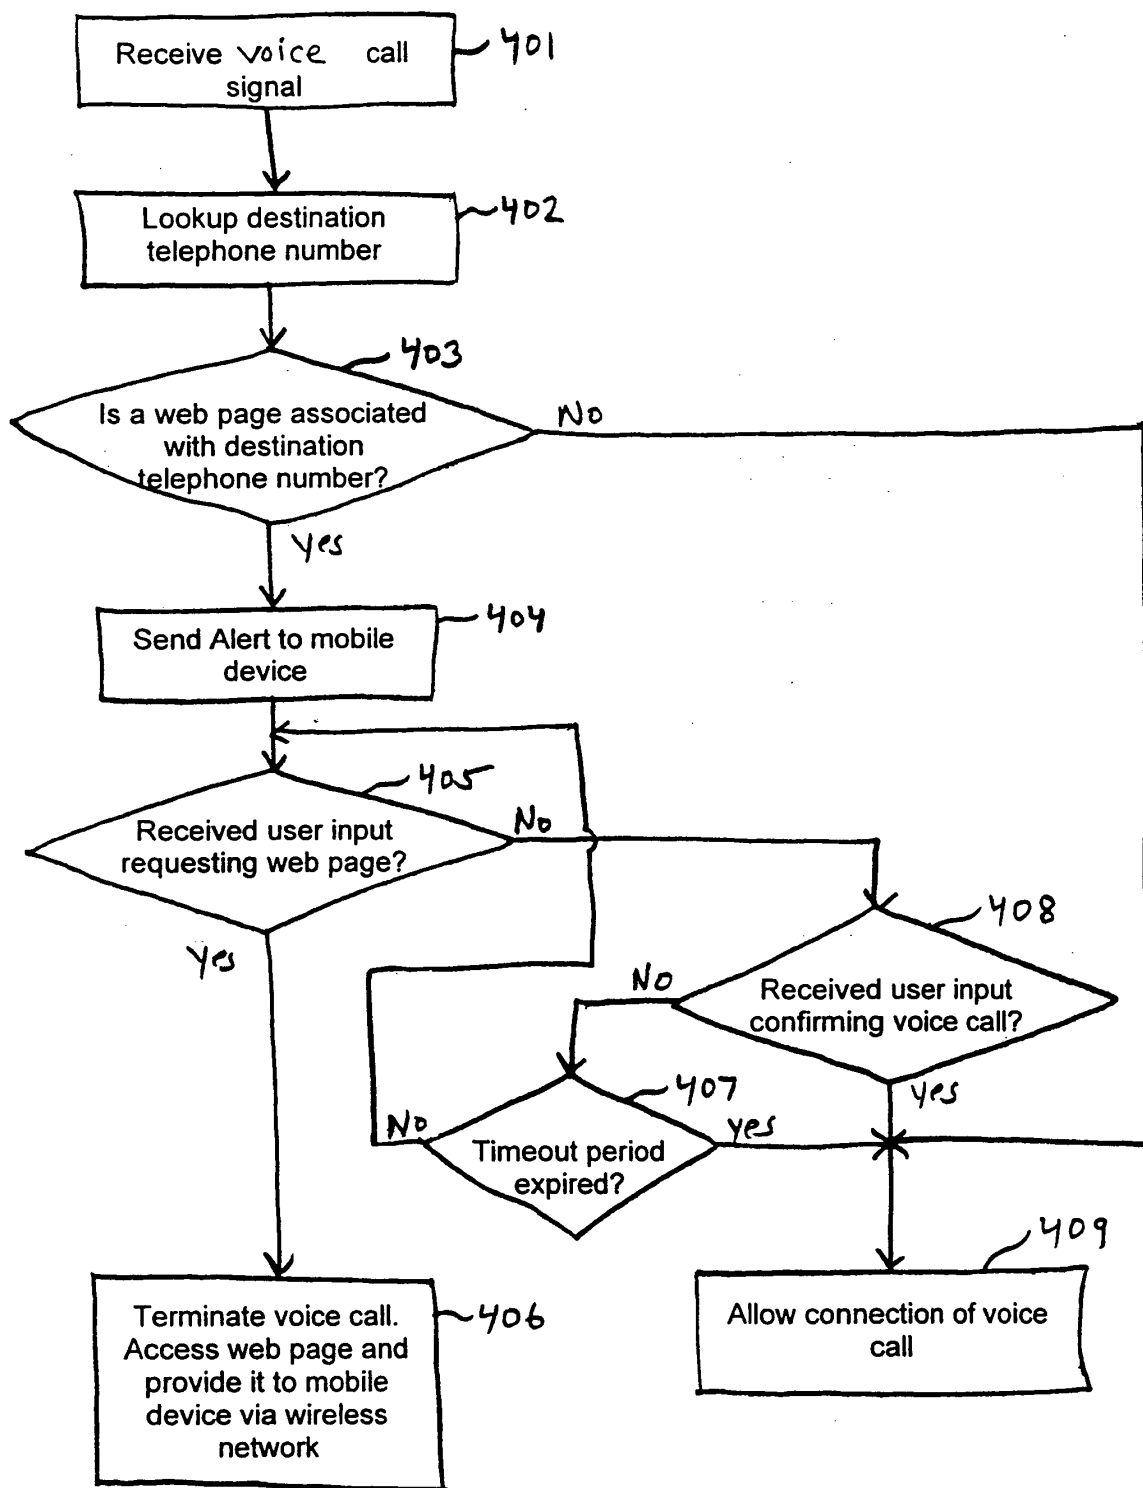 Receive voice call
signal
401
Lookup destination
telephone number
402
403
Is a web page associated
with destination
telephone number?
No
yes
Send Alert to mobile
device
404
405
Received user input
requesting web page?
No
yes
408
Received user input
confirming voice call?
No
yes
407
Timeout period
expired?
No
yes
409
Allow connection of voice
call
Terminate voice call.
Access web page and
provide it to mobile
device via wireless
network
406